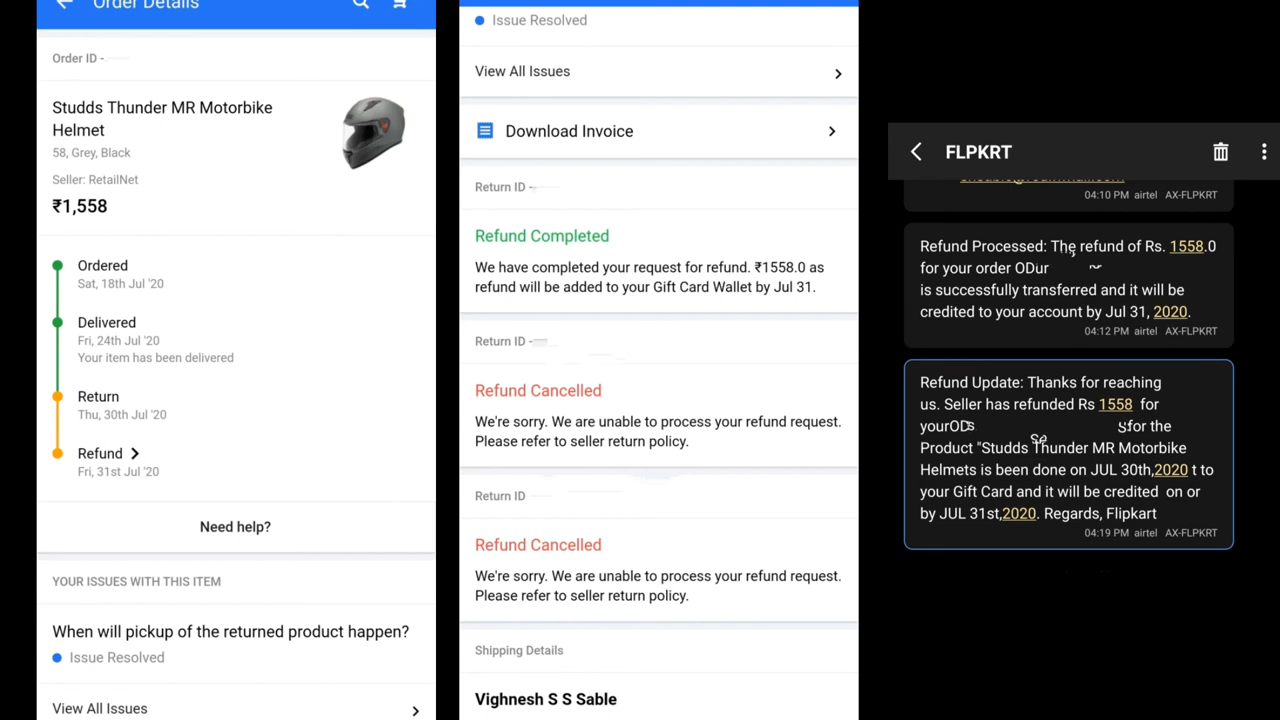 Order Details
Order ID -
Studds Thunder MR Motorbike
Helmet
58, Grey, Black
Seller: RetailNet
₹1,558
Ordered
Sat, 18th Jul '20
Delivered
Fri, 24th Jul '20
Your item has been delivered
Return
Thu, 30th Jul '20
Refund
Fri, 31st Jul '20
Need help?
YOUR ISSUES WITH THIS ITEM
When will pickup of the returned product happen?
Issue Resolved
View All Issues
Issue Resolved
View All Issues
Download Invoice
Return ID -
Refund Completed
We have completed your request for refund. ₹1558.0 as
refund will be added to your Gift Card Wallet by Jul 31.
Return ID -
Refund Cancelled
We're sorry. We are unable to process your refund request.
Please refer to seller return policy.
Return ID
Refund Cancelled
We're sorry. We are unable to process your refund request.
Please refer to seller return policy.
Shipping Details
Vighnesh S S Sable
FLPKRT
04:10 PM airtel AX-FLPKRT
Refund Processed: The refund of Rs. 1558.0
for your order ODur
is successfully transferred and it will be
credited to your account by Jul 31, 2020.
04:12 PM airtel AX-FLPKRT
Refund Update: Thanks for reaching
us. Seller has refunded Rs 1558 for
yourODs for the
Product "Studds Thunder MR Motorbike
Helmets is been done on JUL 30th,2020 t to
your Gift Card and it will be credited on or
by JUL 31st,2020. Regards, Flipkart
04:19 PM airtel AX-FLPKRT